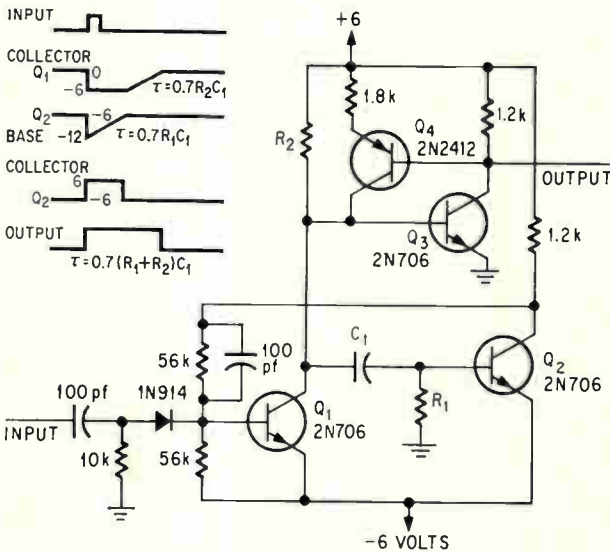 INPUT
COLLECTOR
Q1 0
-6 τ=0.7R2C1
Q2 -6
BASE -12 τ=0.7R1C1
COLLECTOR
6
Q2 -6
OUTPUT
τ=0.7(R1+R2)C1
+6
1.8k
1.2k
R2
Q4
2N2412
OUTPUT
Q3
2N706
1.2k
56k
100
pf
C1
Q2
2N706
100pf
1N914
Q1
2N706
R1
INPUT
10k
56k
-6 VOLTS